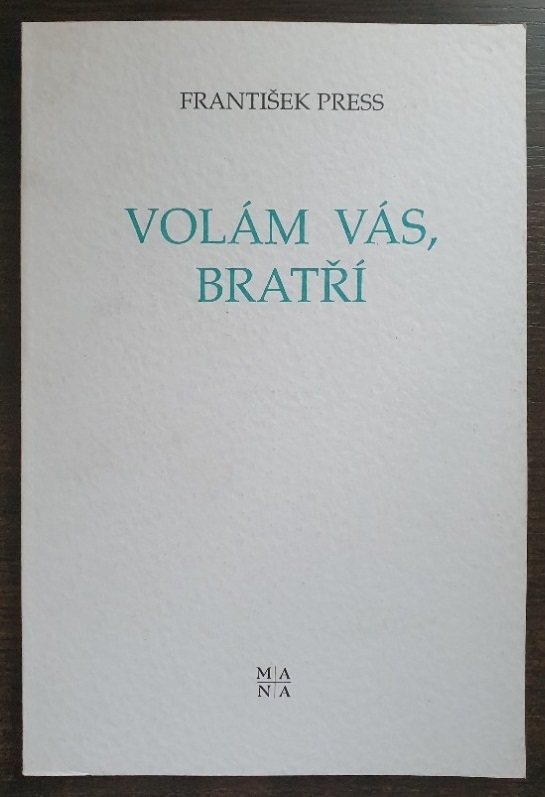 FRANTIŠEK PRESS
VOLÁM VÁS,
BRATŘÍ
M A
N A